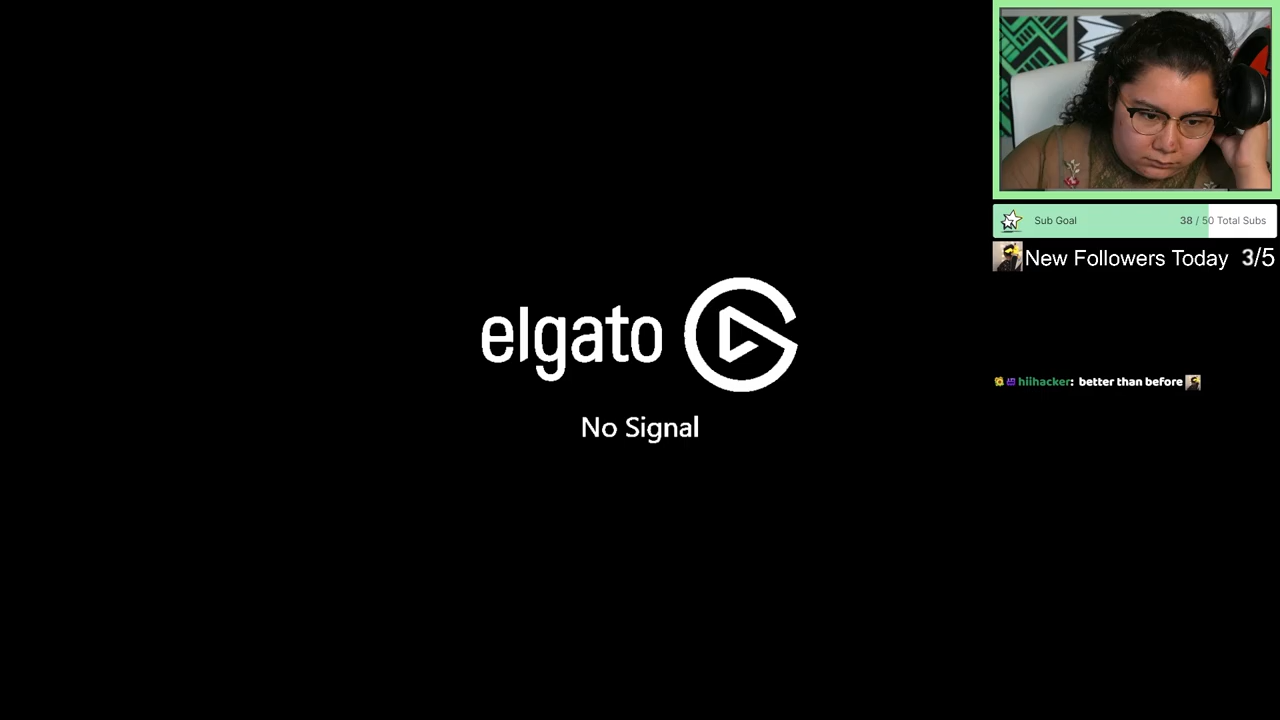 elgato
No Signal
Sub Goal
38 / 50 Total Subs
New Followers Today 3/5
hiihacker: better than before